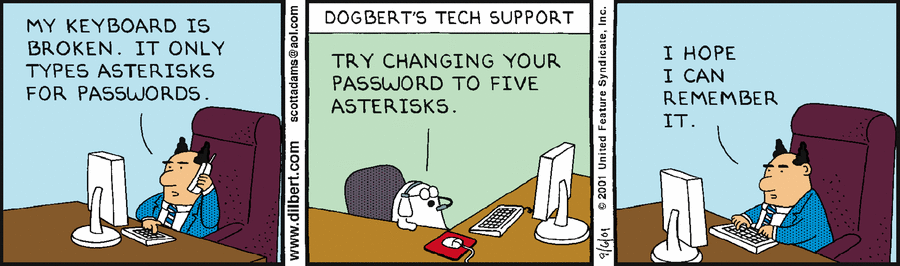 MY KEYBOARD IS
BROKEN. IT ONLY
TYPES ASTERISKS
FOR PASSWORDS.
www.dilbert.com scottadams@aol.com
DOGBERT'S TECH SUPPORT
TRY CHANGING YOUR
PASSWORD TO FIVE
ASTERISKS.
9/6/01 © 2001 United Feature Syndicate, Inc.
I HOPE
I CAN
REMEMBER
IT.